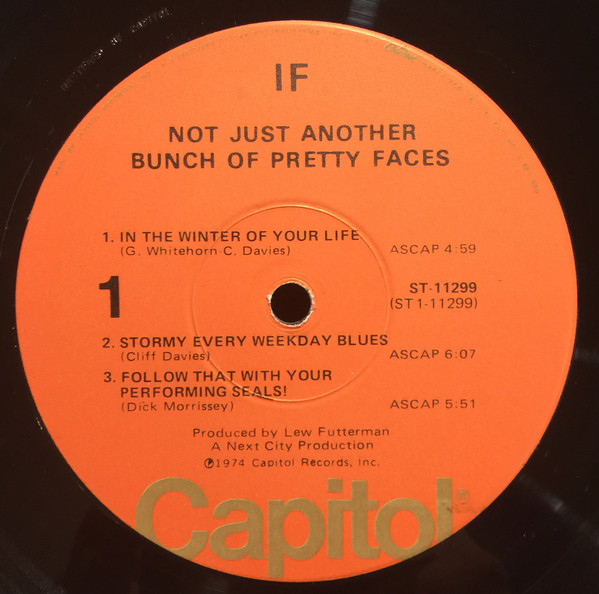 IF
NOT JUST ANOTHER
BUNCH OF PRETTY FACES
1. IN THE WINTER OF YOUR LIFE
(G. Whitehorn-C. Davies) ASCAP 4:59
1 ST-11299
(ST 1-11299)
2. STORMY EVERY WEEKDAY BLUES
(Cliff Davies) ASCAP 6:07
3. FOLLOW THAT WITH YOUR
PERFORMING SEALS!
(Dick Morrissey) ASCAP 5:51
Produced by Lew Futterman
A Next City Production
℗1974 Capitol Records, Inc.
Capitol®